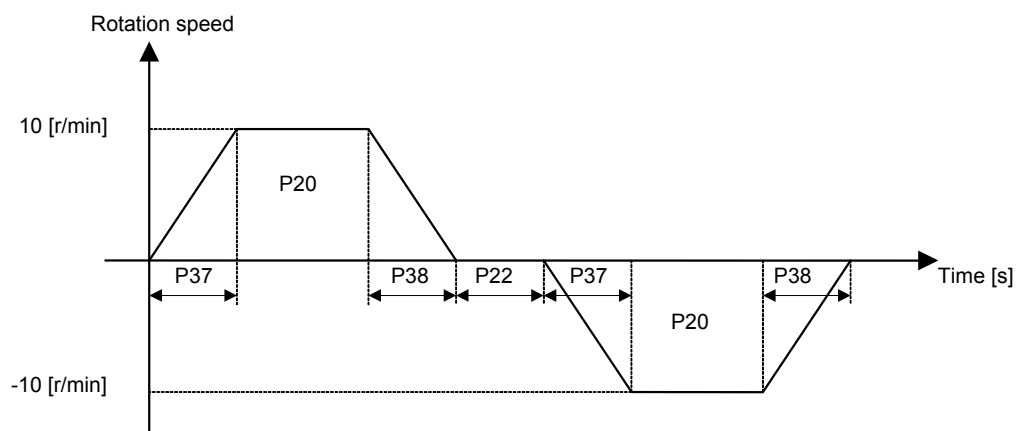 Rotation speed
10 [r/min]
P20
P37
P38
P22
P37
P38
Time [s]
P20
-10 [r/min]